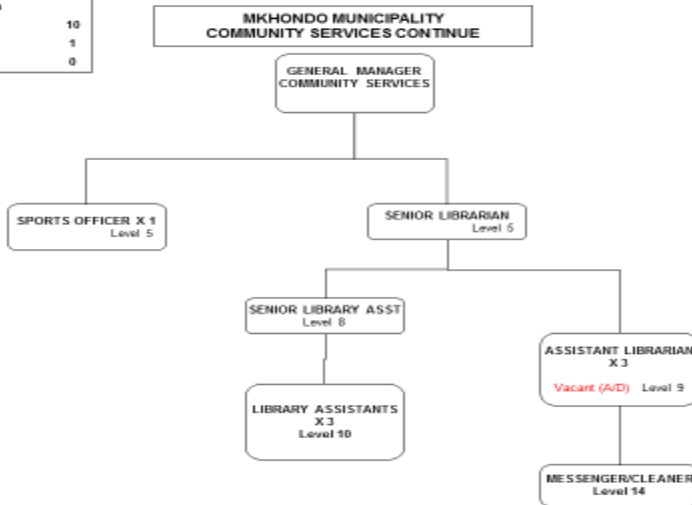 10
1
0
MKHONDO MUNICIPALITY
COMMUNITY SERVICES CONTINUE
GENERAL MANAGER
COMMUNITY SERVICES
SPORTS OFFICER X 1
Level 5
SENIOR LIBRARIAN
Level 5
SENIOR LIBRARY ASST
Level 8
ASSISTANT LIBRARIAN
X 3
Vacant (A/D) Level 9
LIBRARY ASSISTANTS
X 3
Level 10
MESSENGER/CLEANER
Level 14